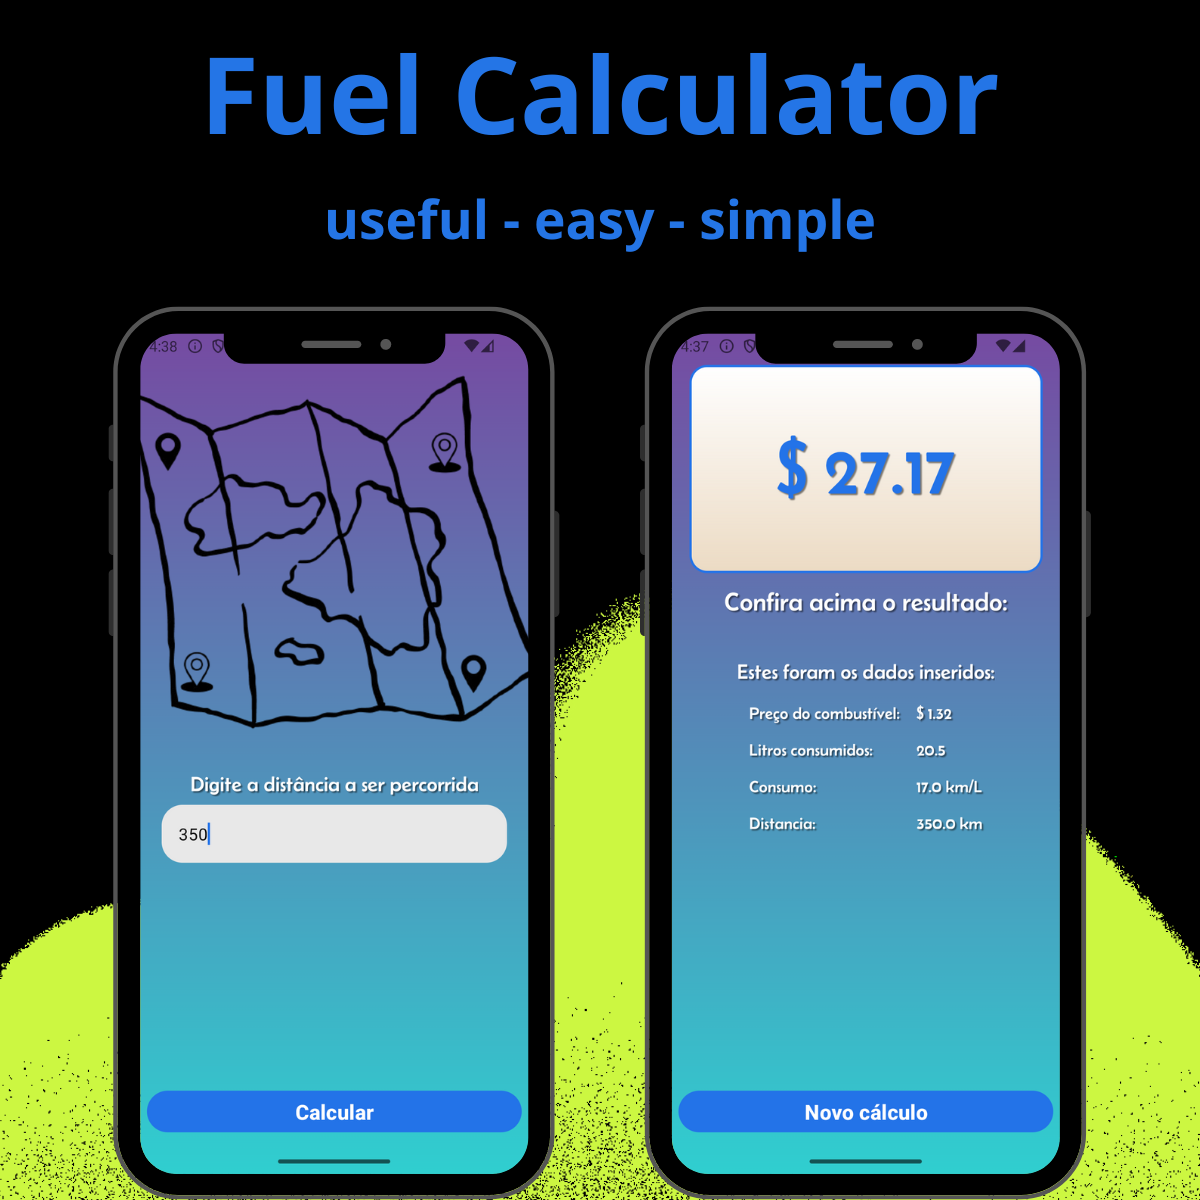 Fuel Calculator
useful - easy - simple
4:38
Digite a distância a ser percorrida
350
Calcular
4:37
$ 27.17
Confira acima o resultado:
Estes foram os dados inseridos:
Preço do combustível: $ 1.32
Litros consumidos: 20.5
Consumo: 17.0 km/L
Distancia: 350.0 km
Novo cálculo